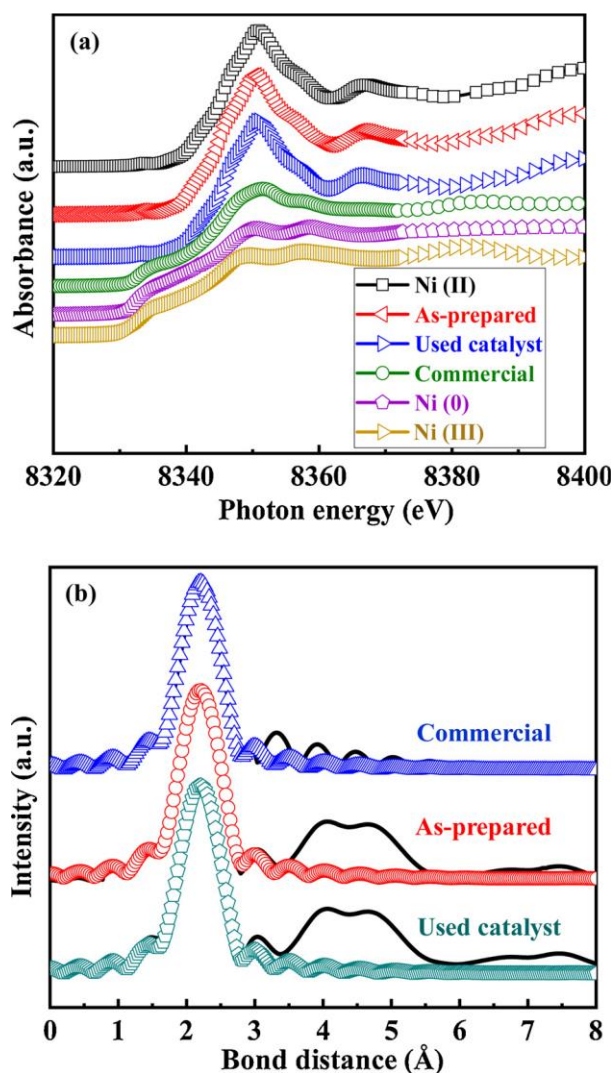 (a)
Absorbance (a.u.)
Ni (II)
As-prepared
Used catalyst
Commercial
Ni (0)
Ni (III)
8320 8340 8360 8380 8400
Photon energy (eV)
(b)
Intensity (a.u.)
Commercial
As-prepared
Used catalyst
0 1 2 3 4 5 6 7 8
Bond distance (Å)